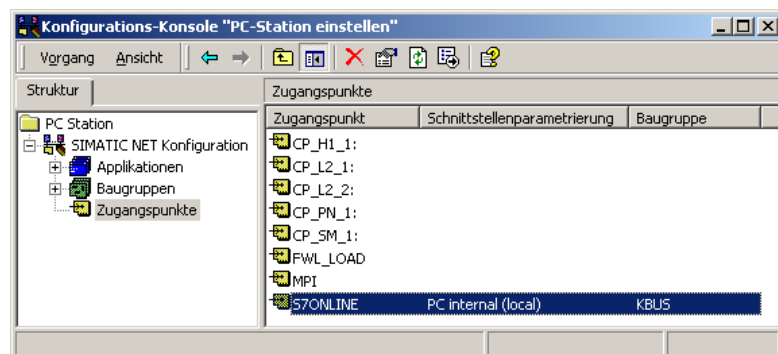 Konfigurations-Konsole "PC-Station einstellen"
Vorgang Ansicht
Struktur Zugangspunkte
PC Station
SIMATIC NET Konfiguration
Applikationen
Baugruppen
Zugangspunkte
Zugangspunkt Schnittstellenparametrierung Baugruppe
CP_H1_1:
CP_L2_1:
CP_L2_2:
CP_PN_1:
CP_SM_1:
FWL_LOAD
MPI
S7ONLINE PC internal (local) KBUS